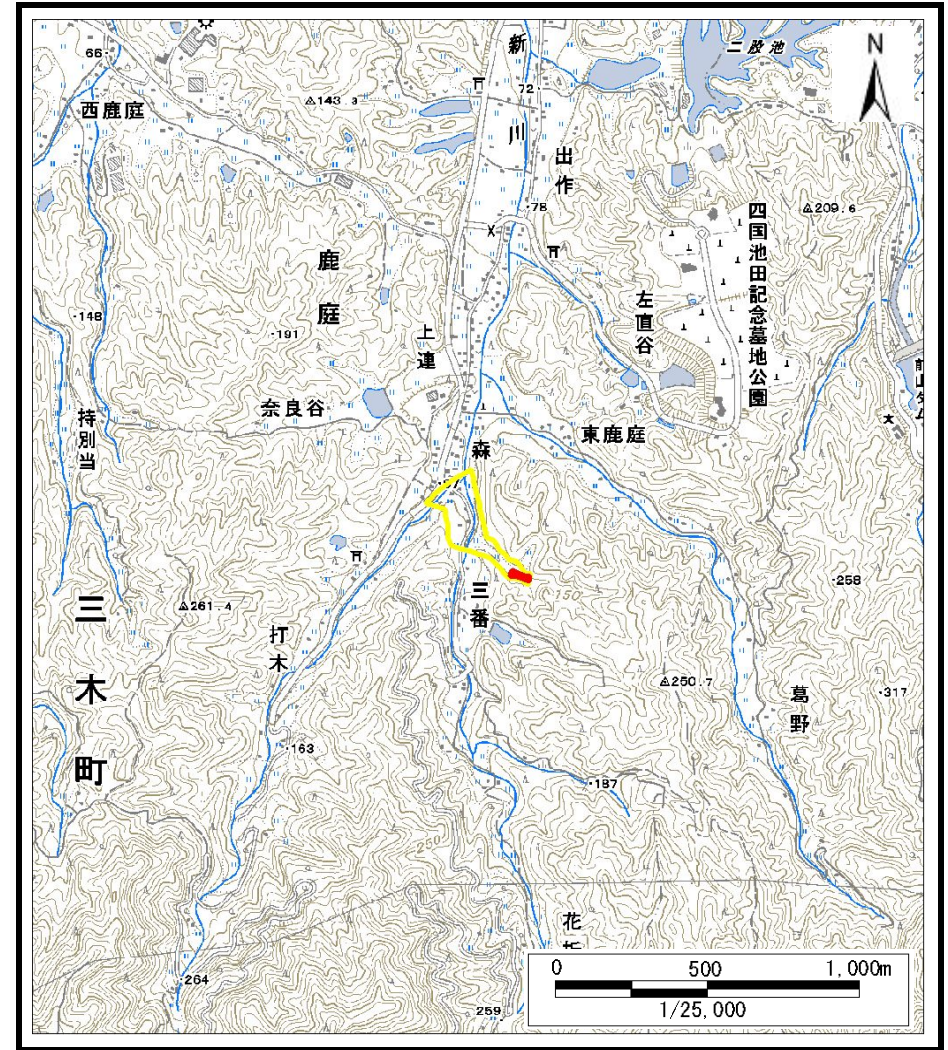 66
西鹿庭
143.3
新川
72
二股池
N
出作
78
四国池田記念墓地公園
209.6
鹿庭
148
191
上連
左直谷
奈良谷
持別当
森
東鹿庭
三木町
261.4
打木
三番
150
258
250.7
葛野
317
163
187
250
264
259
花折
0 500 1,000m
1/25,000